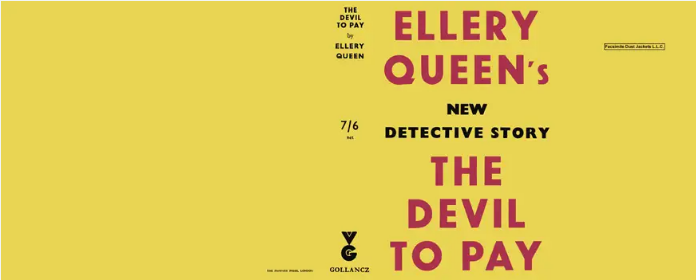 THE
DEVIL
TO PAY
by
ELLERY
QUEEN
7/6
net
VG
GOLLANCZ
ELLERY
QUEEN's
NEW
DETECTIVE STORY
THE
DEVIL
TO PAY
Facsimile Dust Jackets L.L.C.